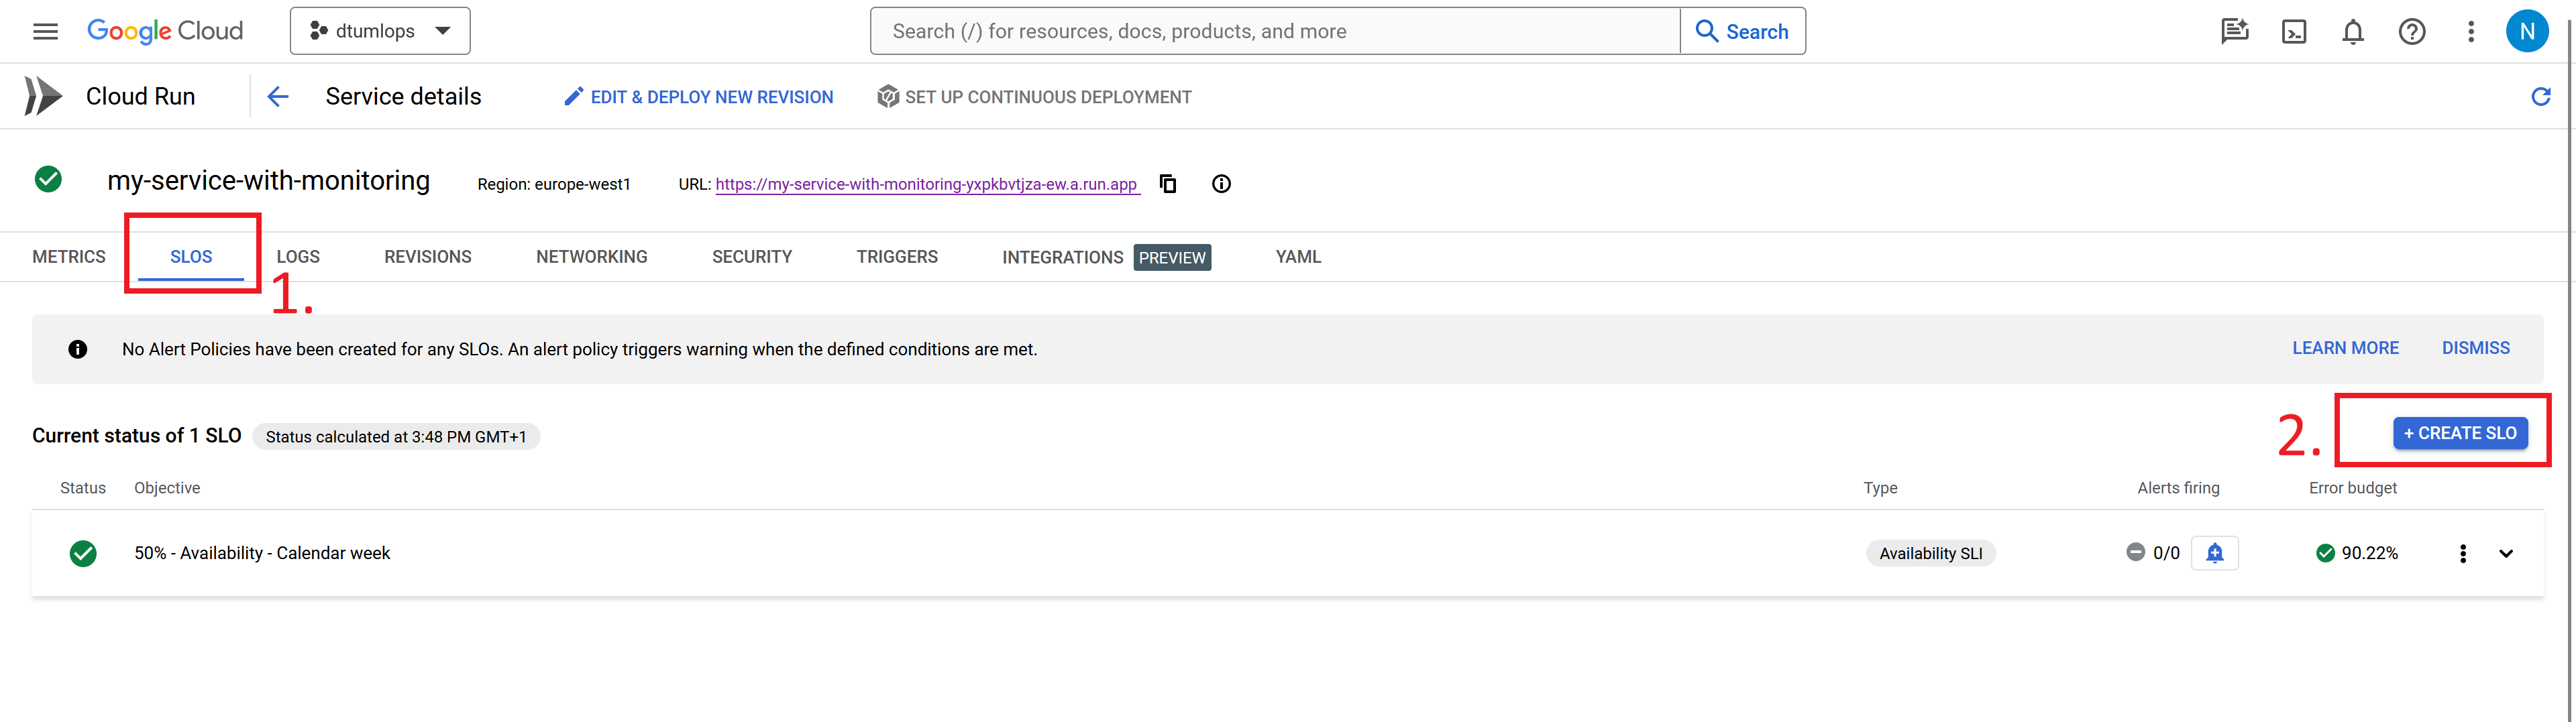 Google Cloud dtumlops Search (/) for resources, docs, products, and more Search N
Cloud Run Service details EDIT & DEPLOY NEW REVISION SET UP CONTINUOUS DEPLOYMENT
my-service-with-monitoring Region: europe-west1 URL: https://my-service-with-monitoring-yxpkbvtjza-ew.a.run.app
METRICS SLOS LOGS REVISIONS NETWORKING SECURITY TRIGGERS INTEGRATIONS PREVIEW YAML
1.
No Alert Policies have been created for any SLOs. An alert policy triggers warning when the defined conditions are met. LEARN MORE DISMISS
Current status of 1 SLO Status calculated at 3:48 PM GMT+1 2. + CREATE SLO
Status Objective Type Alerts firing Error budget
50% - Availability - Calendar week Availability SLI 0/0 90.22%